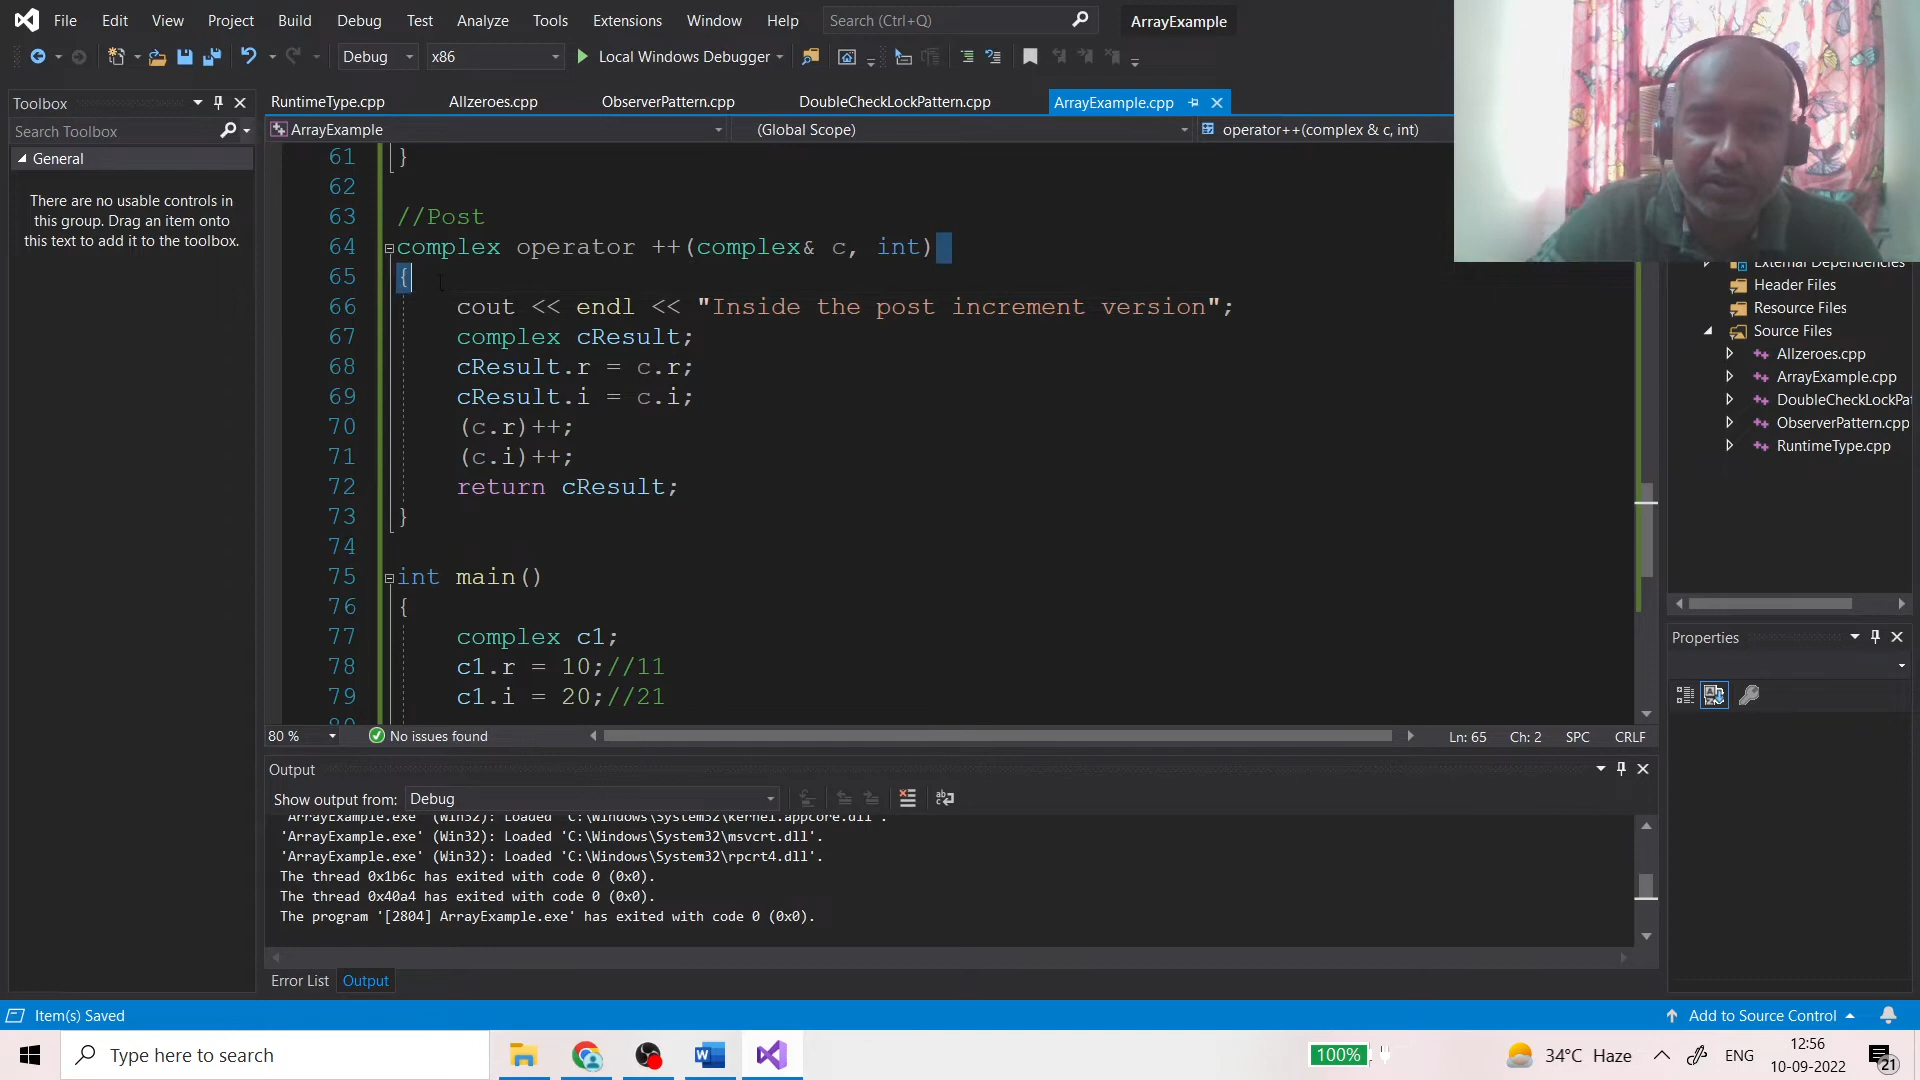 File Edit View Project Build Debug Test Analyze Tools Extensions Window Help Search (Ctrl+Q) ArrayExample
Debug x86 Local Windows Debugger
Toolbox
Search Toolbox
General
There are no usable controls in
this group. Drag an item onto
this text to add it to the toolbox.
RuntimeType.cpp Allzeroes.cpp ObserverPattern.cpp DoubleCheckLockPattern.cpp ArrayExample.cpp
ArrayExample (Global Scope) operator++(complex & c, int)
61 }
62
63 //Post
64 complex operator ++(complex& c, int)
65 {
66 cout << endl << "Inside the post increment version";
67 complex cResult;
68 cResult.r = c.r;
69 cResult.i = c.i;
70 (c.r)++;
71 (c.i)++;
72 return cResult;
73 }
74
75 int main()
76 {
77 complex c1;
78 c1.r = 10;//11
79 c1.i = 20;//21
80
80 % No issues found Ln: 65 Ch: 2 SPC CRLF
Output
Show output from: Debug
'ArrayExample.exe' (Win32): Loaded 'C:\Windows\System32\kernel.appcore.dll'.
'ArrayExample.exe' (Win32): Loaded 'C:\Windows\System32\msvcrt.dll'.
'ArrayExample.exe' (Win32): Loaded 'C:\Windows\System32\rpcrt4.dll'.
The thread 0x1b6c has exited with code 0 (0x0).
The thread 0x40a4 has exited with code 0 (0x0).
The program '[2804] ArrayExample.exe' has exited with code 0 (0x0).
Error List Output
External Dependencies
Header Files
Resource Files
Source Files
Allzeroes.cpp
ArrayExample.cpp
DoubleCheckLockPat
ObserverPattern.cpp
RuntimeType.cpp
Properties
Item(s) Saved Add to Source Control
Type here to search 100% 34°C Haze ENG 12:56
10-09-2022
21